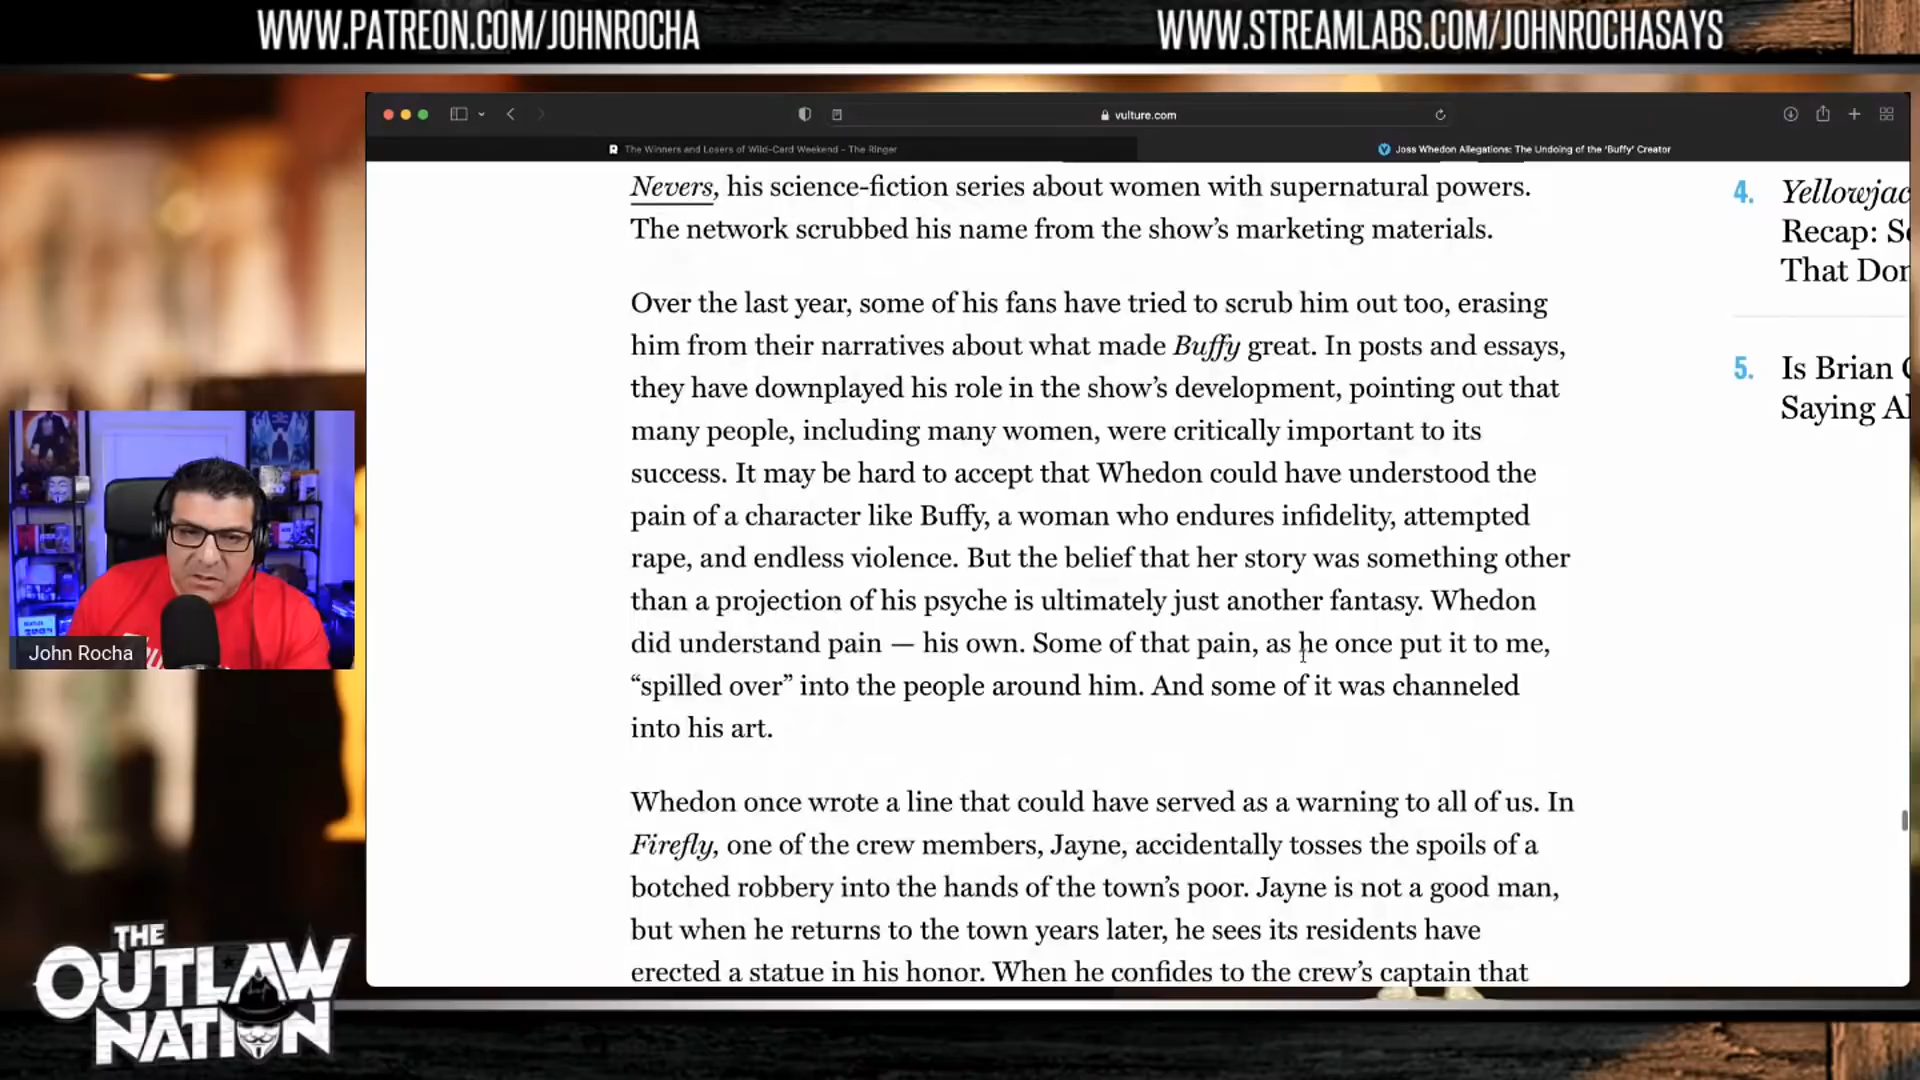 WWW.PATREON.COM/JOHNROCHA
WWW.STREAMLABS.COM/JOHNROCHASAYS
vulture.com
The Winners and Losers of Wild-Card Weekend - The Ringer
Joss Whedon Allegations: The Undoing of the 'Buffy' Creator
Nevers, his science-fiction series about women with supernatural powers.
The network scrubbed his name from the show’s marketing materials.
Over the last year, some of his fans have tried to scrub him out too, erasing
him from their narratives about what made Buffy great. In posts and essays,
they have downplayed his role in the show’s development, pointing out that
many people, including many women, were critically important to its
success. It may be hard to accept that Whedon could have understood the
pain of a character like Buffy, a woman who endures infidelity, attempted
rape, and endless violence. But the belief that her story was something other
than a projection of his psyche is ultimately just another fantasy. Whedon
did understand pain — his own. Some of that pain, as he once put it to me,
“spilled over” into the people around him. And some of it was channeled
into his art.
Whedon once wrote a line that could have served as a warning to all of us. In
Firefly, one of the crew members, Jayne, accidentally tosses the spoils of a
botched robbery into the hands of the town’s poor. Jayne is not a good man,
but when he returns to the town years later, he sees its residents have
erected a statue in his honor. When he confides to the crew’s captain that
4. Yellowjac
Recap: S
That Don
5. Is Brian
Saying Al
John Rocha
THE
OUTLAW
NATION